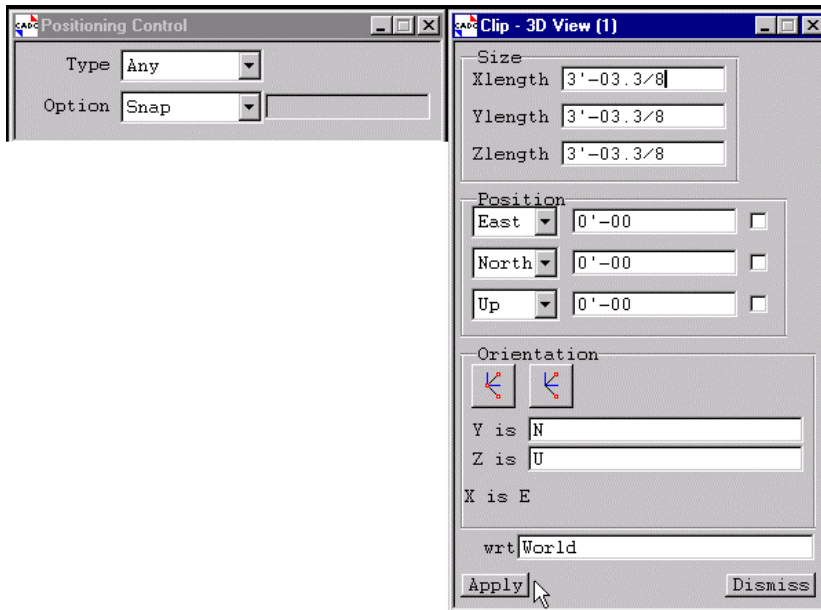 CADC Positioning Control
Type Any
Option Snap
CADC Clip - 3D View (1)
Size
Xlength 3'-03.3/8
Ylength 3'-03.3/8
Zlength 3'-03.3/8
Position
East 0'-00
North 0'-00
Up 0'-00
Orientation
Y is N
Z is U
X is E
wrt World
Apply Dismiss